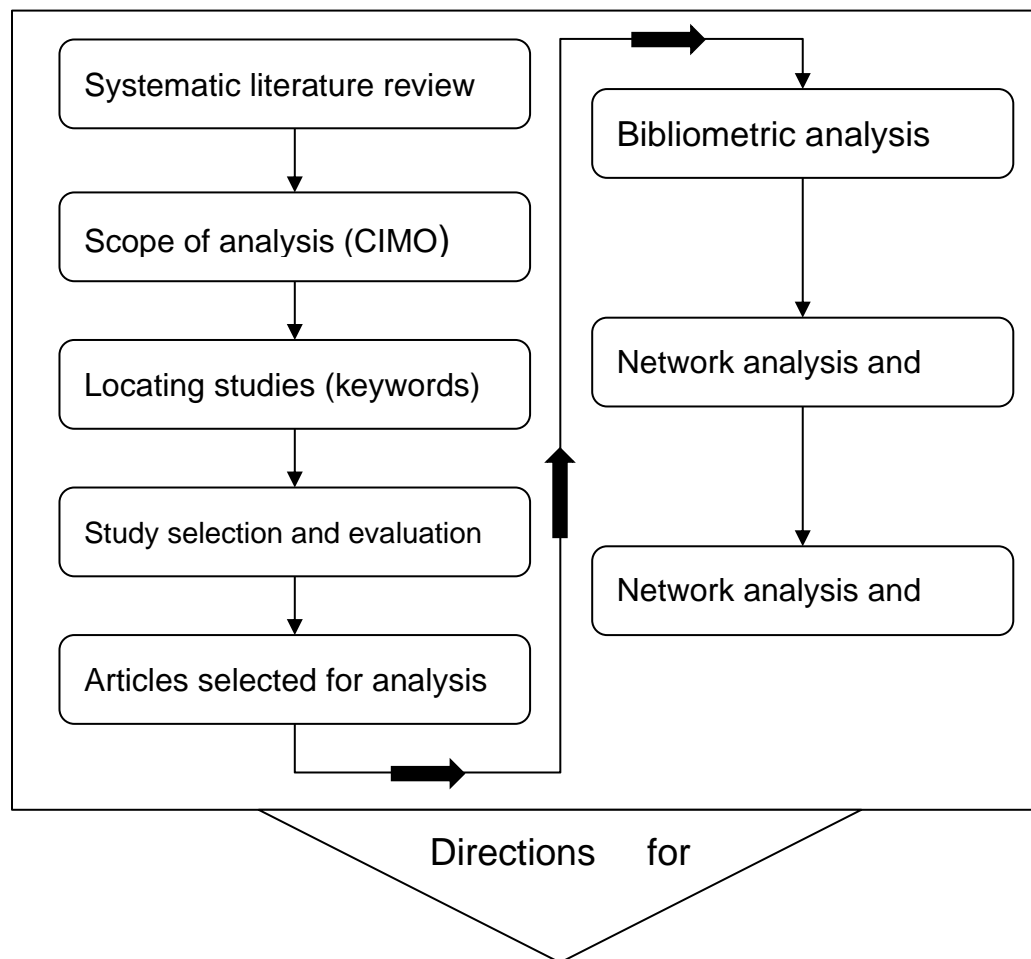 Systematic literature review
Scope of analysis (CIMO)
Locating studies (keywords)
Study selection and evaluation
Articles selected for analysis
Bibliometric analysis
Network analysis and
Network analysis and
Directions for